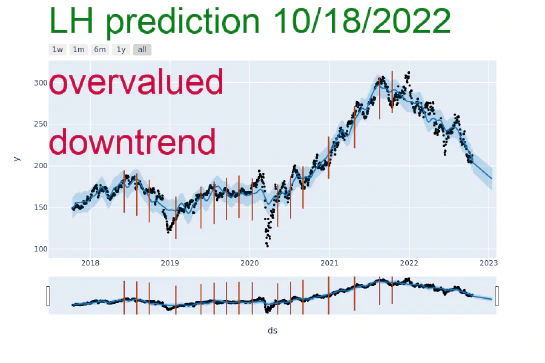 LH prediction 10/18/2022
1w 1m 6m 1y all
overvalued
downtrend
300
250
200
150
100
y
2018 2019 2020 2021 2022 2023
ds